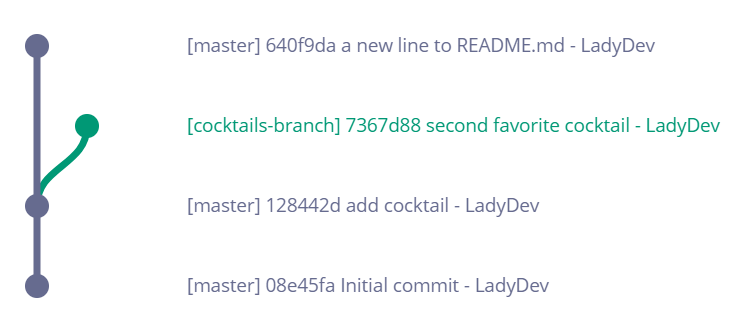 [master] 640f9da a new line to README.md - LadyDev
[cocktails-branch] 7367d88 second favorite cocktail - LadyDev
[master] 128442d add cocktail - LadyDev
[master] 08e45fa Initial commit - LadyDev